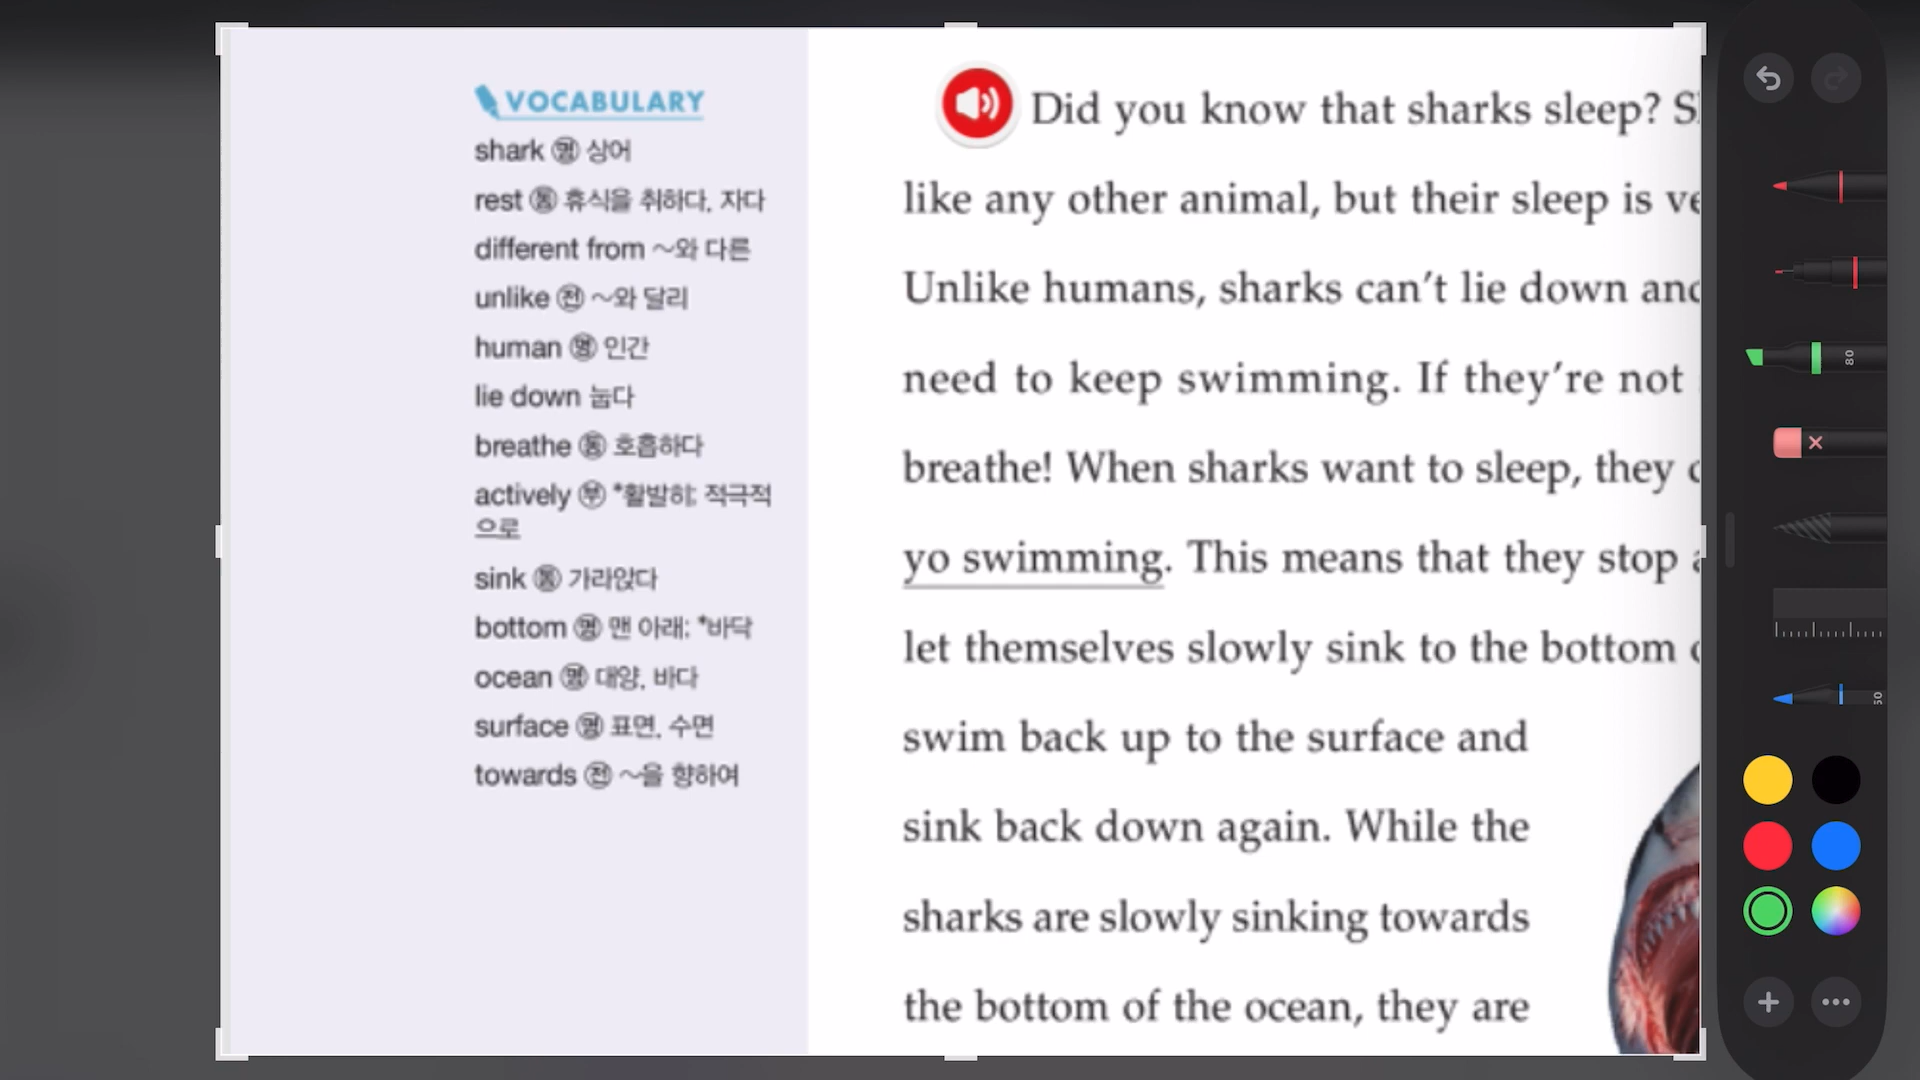 VOCABULARY
shark 명 상어
rest 동 휴식을 취하다, 자다
different from ~와 다른
unlike 전 ~와 달리
human 명 인간
lie down 눕다
breathe 동 호흡하다
actively 부 *활발히; 적극적
으로
sink 동 가라앉다
bottom 명 맨 아래; *바닥
ocean 명 대양, 바다
surface 명 표면, 수면
towards 전 ~을 향하여
Did you know that sharks sleep?
like any other animal, but their sleep is
Unlike humans, sharks can't lie down
need to keep swimming. If they're not
breathe! When sharks want to sleep, they
yo swimming. This means that they stop
let themselves slowly sink to the bottom
swim back up to the surface and
sink back down again. While the
sharks are slowly sinking towards
the bottom of the ocean, they are
80
50